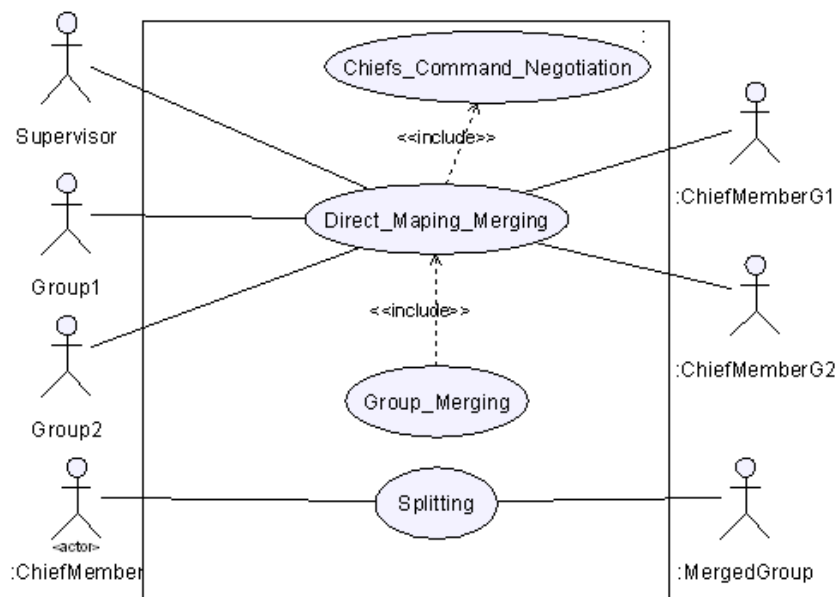 :
Chiefs_Command_Negotiation
Supervisor
<<include>>
:ChiefMemberG1
Direct_Maping_Merging
Group1
<<include>>
:ChiefMemberG2
Group_Merging
Group2
Splitting
<actor>
:ChiefMember
:MergedGroup